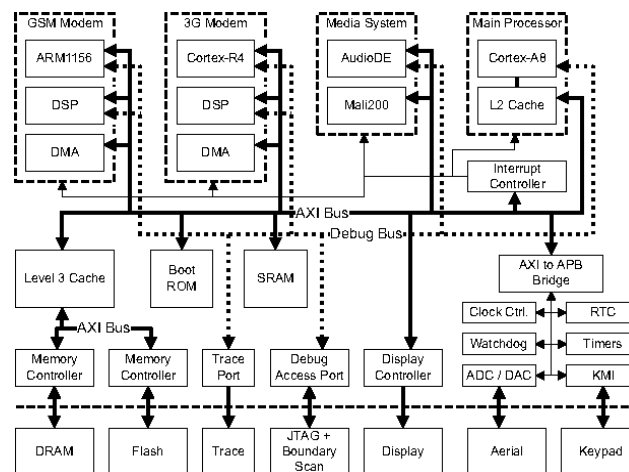 GSM Modem
3G Modem
Media System
Main Processor
ARM1156
Cortex-R4
AudioDE
Cortex-A8
DSP
DSP
Mali200
L2 Cache
DMA
DMA
Interrupt
Controller
AXI Bus
Debug Bus
Level 3 Cache
Boot
ROM
SRAM
AXI to APB
Bridge
AXI Bus
Clock Ctrl.
RTC
Watchdog
Timers
ADC / DAC
KMI
Memory
Controller
Memory
Controller
Trace
Port
Debug
Access Port
Display
Controller
DRAM
Flash
Trace
JTAG +
Boundary
Scan
Display
Aerial
Keypad